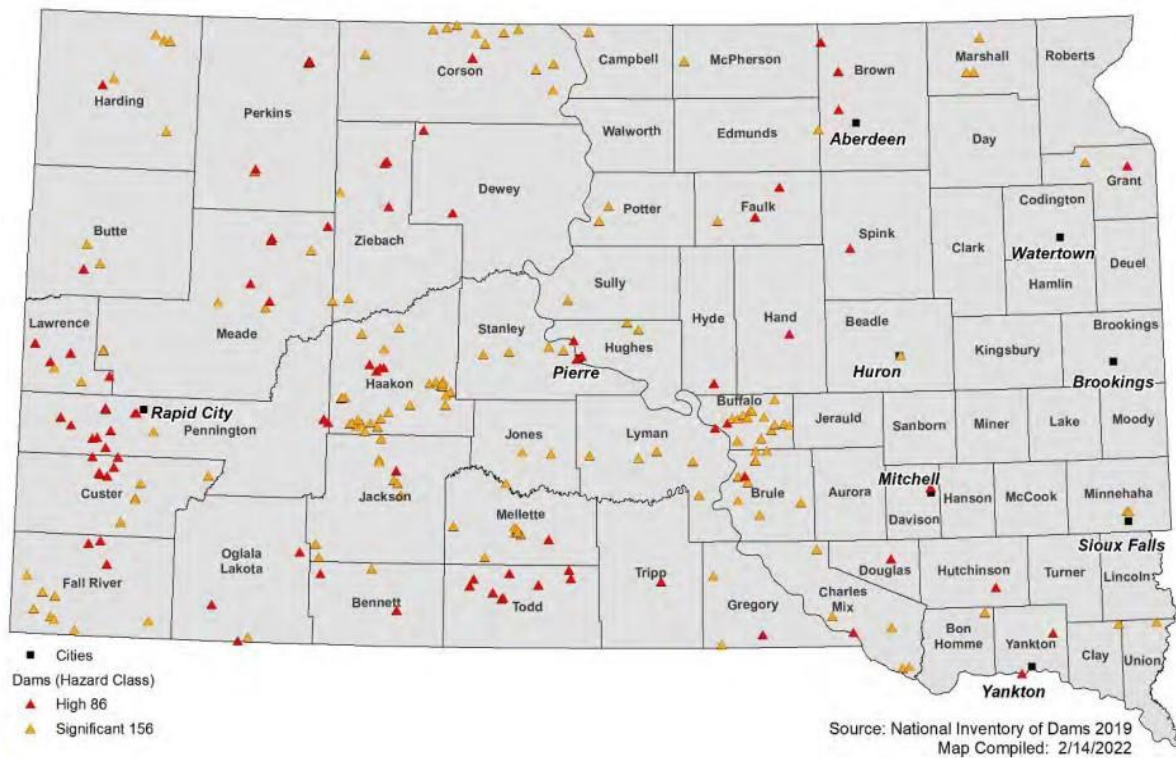 Harding
Perkins
Corson
Campbell
McPherson
Brown
Marshall
Roberts
Walworth
Edmunds
Aberdeen
Day
Dewey
Grant
Butte
Ziebach
Potter
Faulk
Spink
Clark
Codington
Watertown
Hamlin
Deuel
Sully
Lawrence
Meade
Stanley
Hughes
Hyde
Hand
Beadle
Huron
Kingsbury
Brookings
Brookings
Haakon
Pierre
Rapid City
Pennington
Buffalo
Jerauld
Sanborn
Miner
Lake
Moody
Jones
Lyman
Custer
Jackson
Mellette
Brule
Aurora
Mitchell
Davison
Hanson
McCook
Minnehaha
Sioux Falls
Oglala
Lakota
Fall River
Bennett
Todd
Tripp
Gregory
Douglas
Charles
Mix
Hutchinson
Turner
Lincoln
Bon
Homme
Yankton
Clay
Union
Yankton
Cities
Dams (Hazard Class)
High 86
Significant 156
Source: National Inventory of Dams 2019
Map Compiled: 2/14/2022